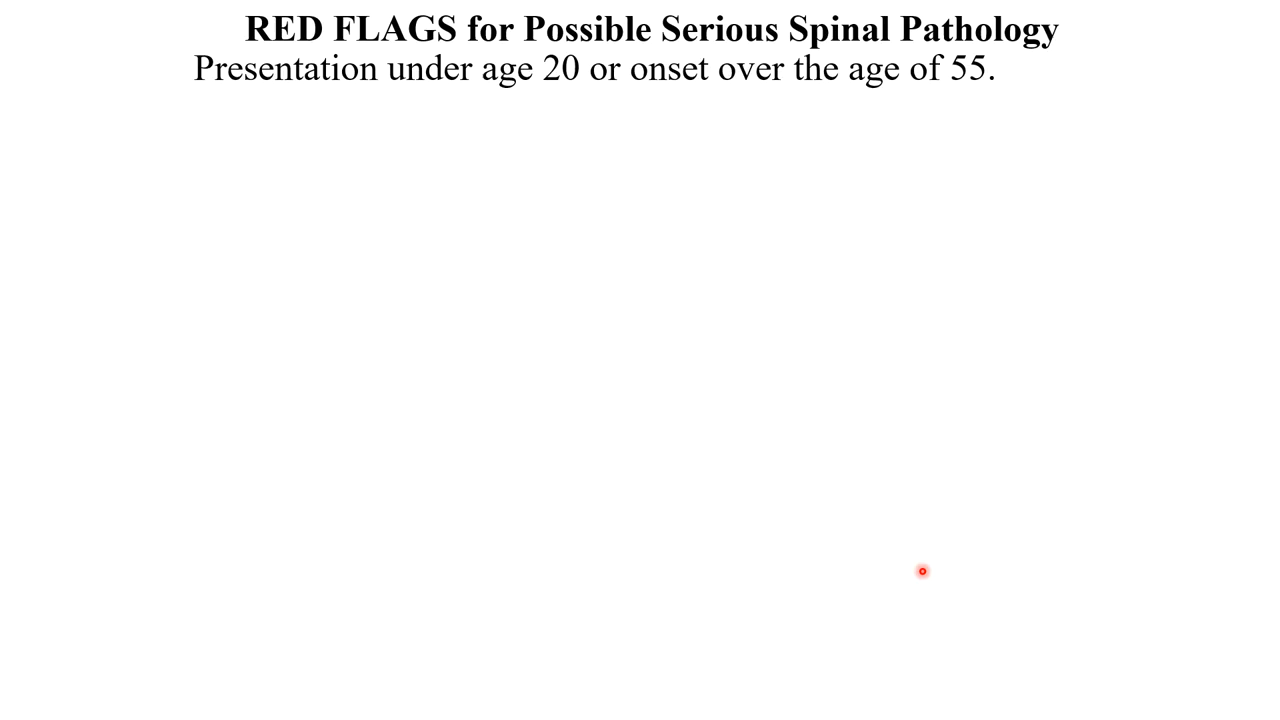 RED FLAGS for Possible Serious Spinal Pathology
Presentation under age 20 or onset over the age of 55.